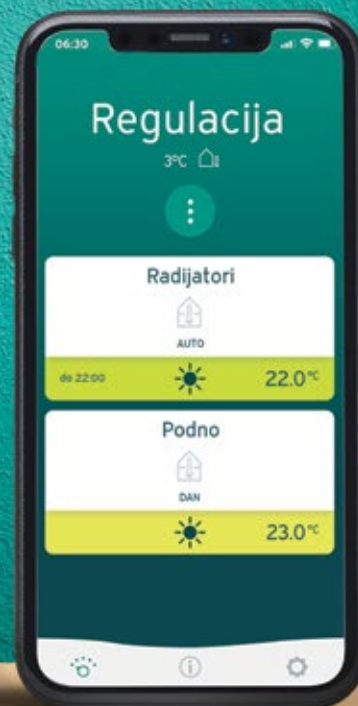 06:30
Regulacija
3°C
Radijatori
AUTO
do 22:00 22.0°C
Podno
DAN
23.0°C